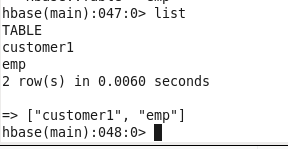 hbase(main):047:0> list
TABLE
customer1
emp
2 row(s) in 0.0060 seconds
=> ["customer1", "emp"]
hbase(main):048:0>